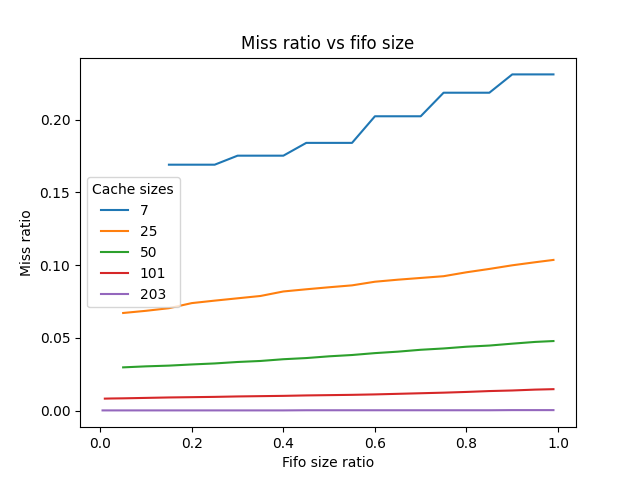 Miss ratio vs fifo size
Miss ratio
0.20
0.15
0.10
0.05
0.00
Cache sizes
7
25
50
101
203
0.0 0.2 0.4 0.6 0.8 1.0
Fifo size ratio